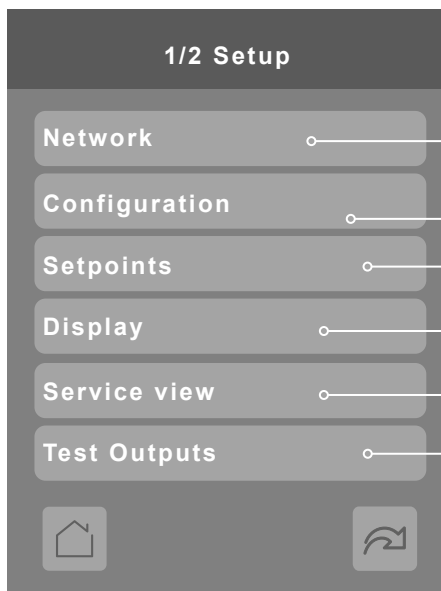 1/2 Setup
Network
Configuration
Setpoints
Display
Service view
Test Outputs